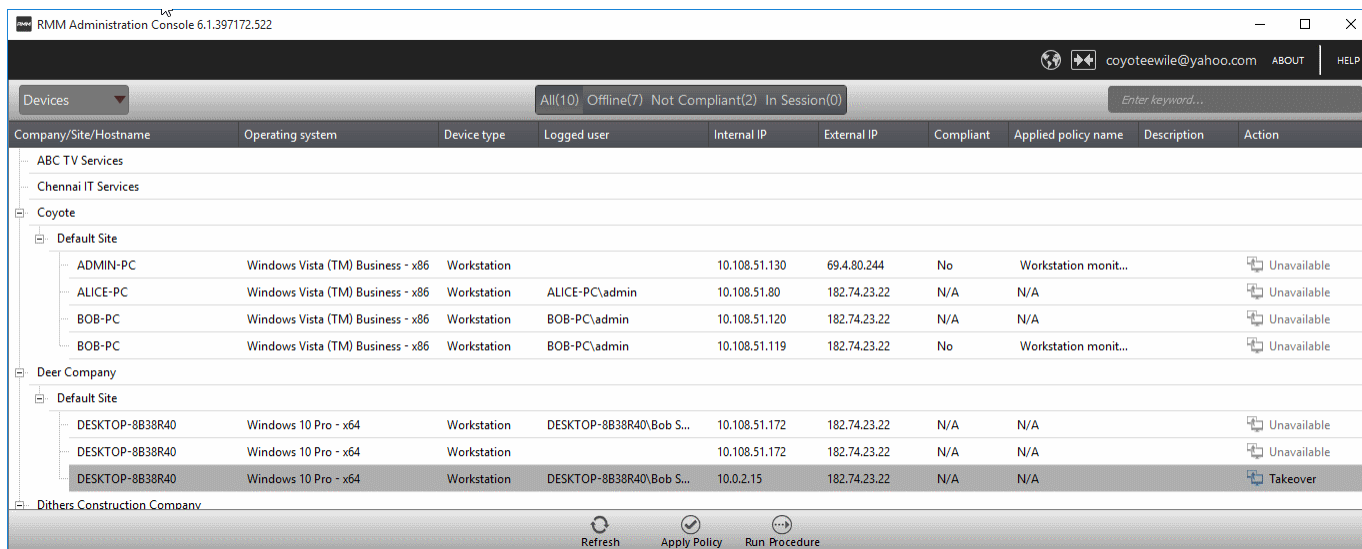 RMM RMM Administration Console 6.1.397172.522
coyoteewile@yahoo.com ABOUT HELP
Devices All(10) Offline(7) Not Compliant(2) In Session(0) Enter keyword...
Company/Site/Hostname Operating system Device type Logged user Internal IP External IP Compliant Applied policy name Description Action
ABC TV Services
Chennai IT Services
Coyote
Default Site
ADMIN-PC Windows Vista (TM) Business - x86 Workstation 10.108.51.130 69.4.80.244 No Workstation monit... Unavailable
ALICE-PC Windows Vista (TM) Business - x86 Workstation ALICE-PC\admin 10.108.51.80 182.74.23.22 N/A N/A Unavailable
BOB-PC Windows Vista (TM) Business - x86 Workstation BOB-PC\admin 10.108.51.120 182.74.23.22 N/A N/A Unavailable
BOB-PC Windows Vista (TM) Business - x86 Workstation BOB-PC\admin 10.108.51.119 182.74.23.22 No Workstation monit... Unavailable
Deer Company
Default Site
DESKTOP-8B38R40 Windows 10 Pro - x64 Workstation DESKTOP-8B38R40\Bob S... 10.108.51.172 182.74.23.22 N/A N/A Unavailable
DESKTOP-8B38R40 Windows 10 Pro - x64 Workstation 10.108.51.172 182.74.23.22 N/A N/A Unavailable
DESKTOP-8B38R40 Windows 10 Pro - x64 Workstation DESKTOP-8B38R40\Bob S... 10.0.2.15 182.74.23.22 N/A N/A Takeover
Dithers Construction Company
Refresh Apply Policy Run Procedure